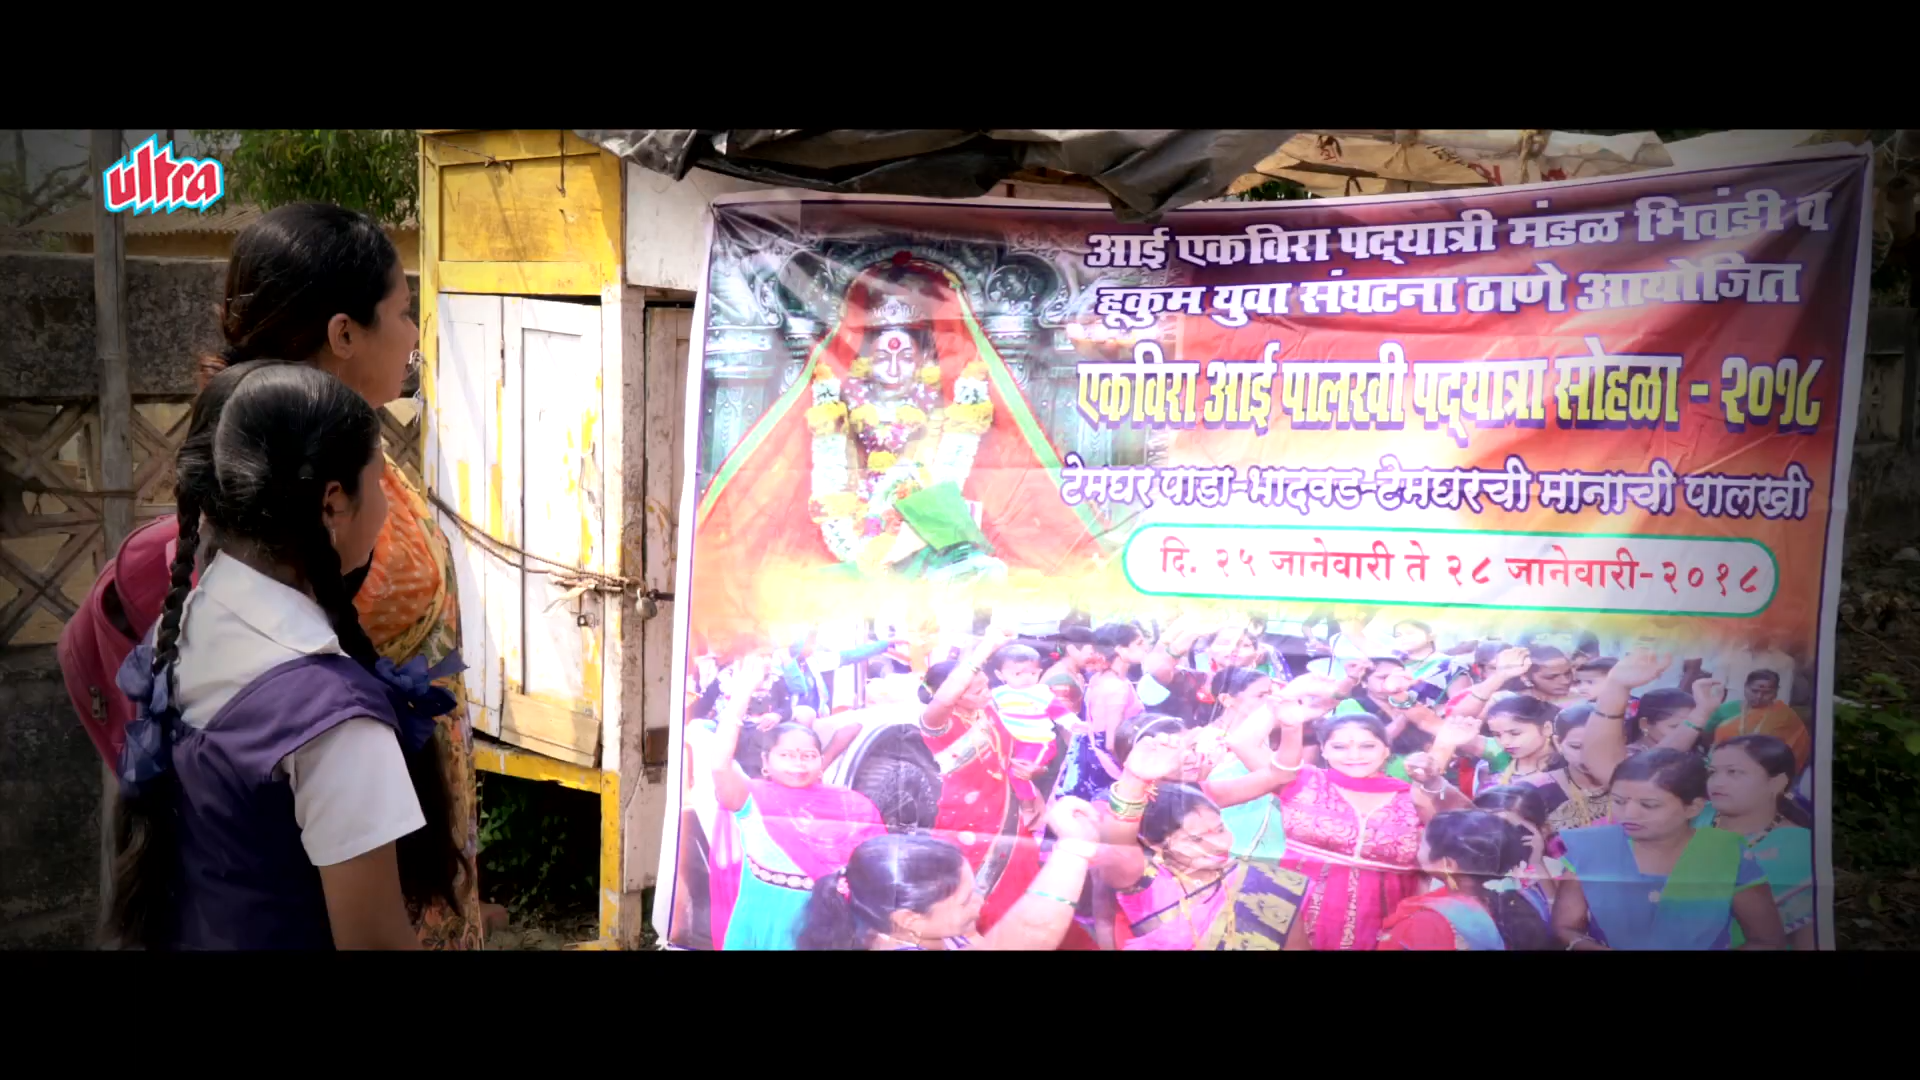 ultra
आई एकविरा पद्यात्री मंडळ भिवंडी व
हूकुम युवा संघटना ठाणे आयोजित
एकविरा आई पालखी पद्यात्रा सोहळा - २०१८
टेमघर पाडा-भादवड-टेमघरची मानाची पालखी
दि. २५ जानेवारी ते २८ जानेवारी-२०१८